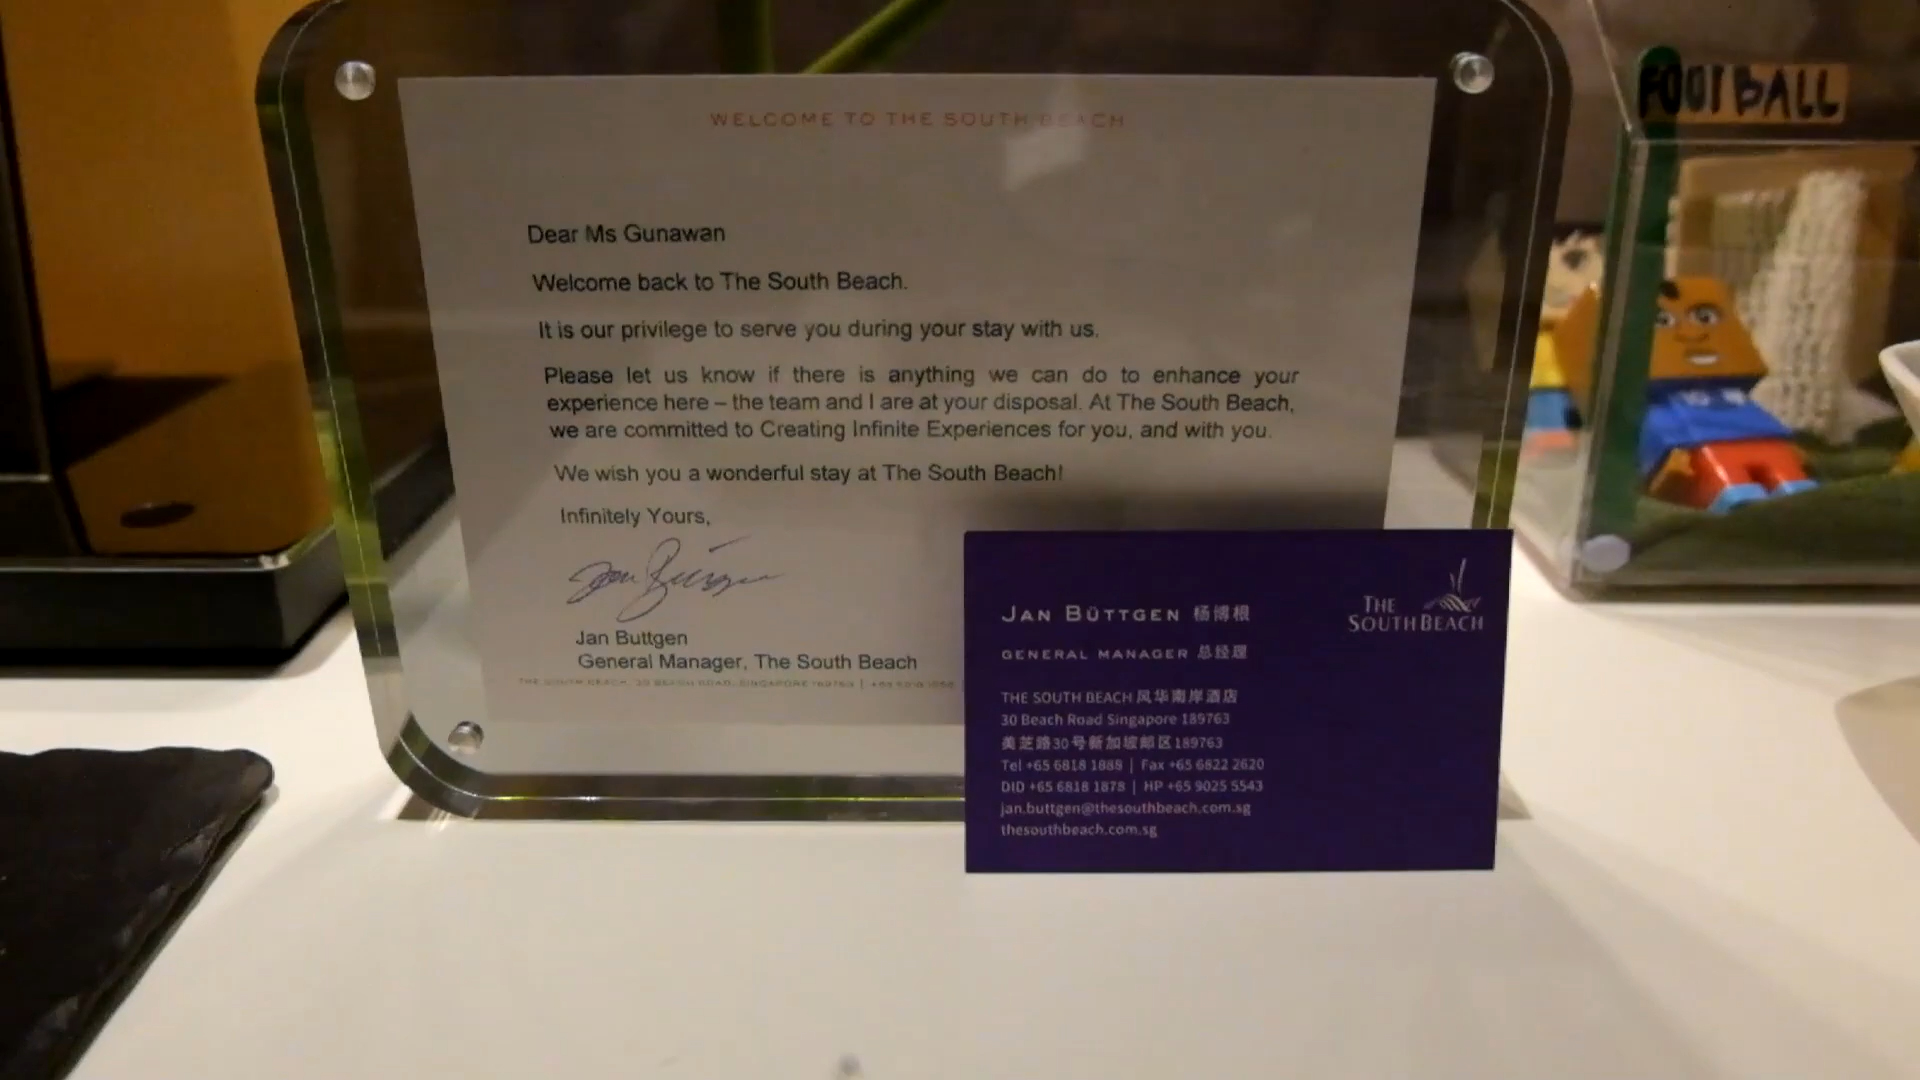 WELCOME TO THE SOUTH BEACH
FOOTBALL
Dear Ms Gunawan
Welcome back to The South Beach.
It is our privilege to serve you during your stay with us.
Please let us know if there is anything we can do to enhance your
experience here – the team and I are at your disposal. At The South Beach,
we are committed to Creating Infinite Experiences for you, and with you.
We wish you a wonderful stay at The South Beach!
Infinitely Yours,
Jan Buttgen
General Manager, The South Beach
THE SOUTH BEACH, 30 BEACH ROAD, SINGAPORE 189763
JAN BÜTTGEN 杨博根
GENERAL MANAGER 总经理
THE
SOUTH BEACH
THE SOUTH BEACH 风华南岸酒店
30 Beach Road Singapore 189763
美芝路30号新加坡邮区189763
Tel +65 6818 1888 | Fax +65 6822 2620
DID +65 6818 1878 | HP +65 9025 5543
jan.buttgen@thesouthbeach.com.sg
thesouthbeach.com.sg